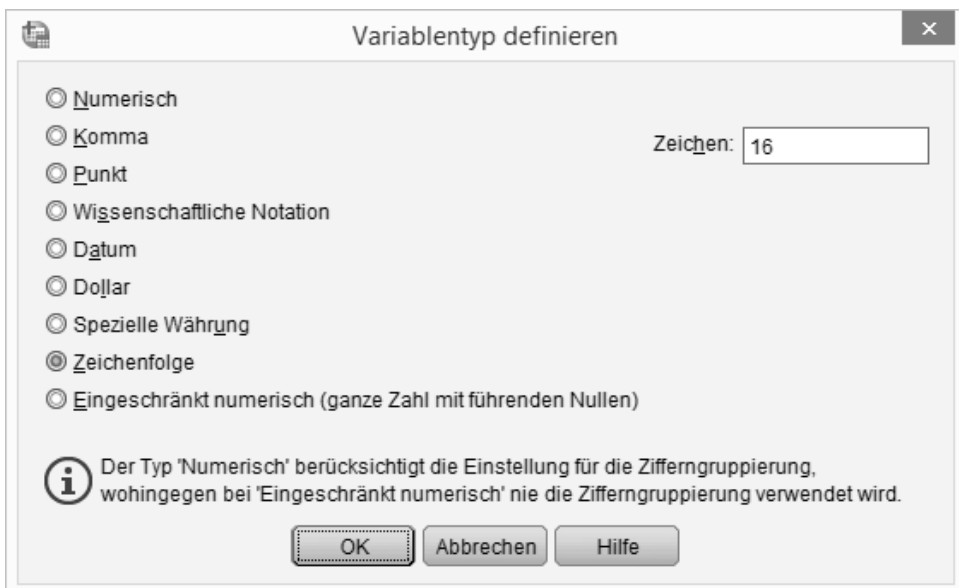 Variablentyp definieren
Numerisch
Komma
Zeichen: 16
Punkt
Wissenschaftliche Notation
Datum
Dollar
Spezielle Währung
Zeichenfolge
Eingeschränkt numerisch (ganze Zahl mit führenden Nullen)
Der Typ 'Numerisch' berücksichtigt die Einstellung für die Zifferngruppierung,
wohingegen bei 'Eingeschränkt numerisch' nie die Zifferngruppierung verwendet wird.
OK Abbrechen Hilfe